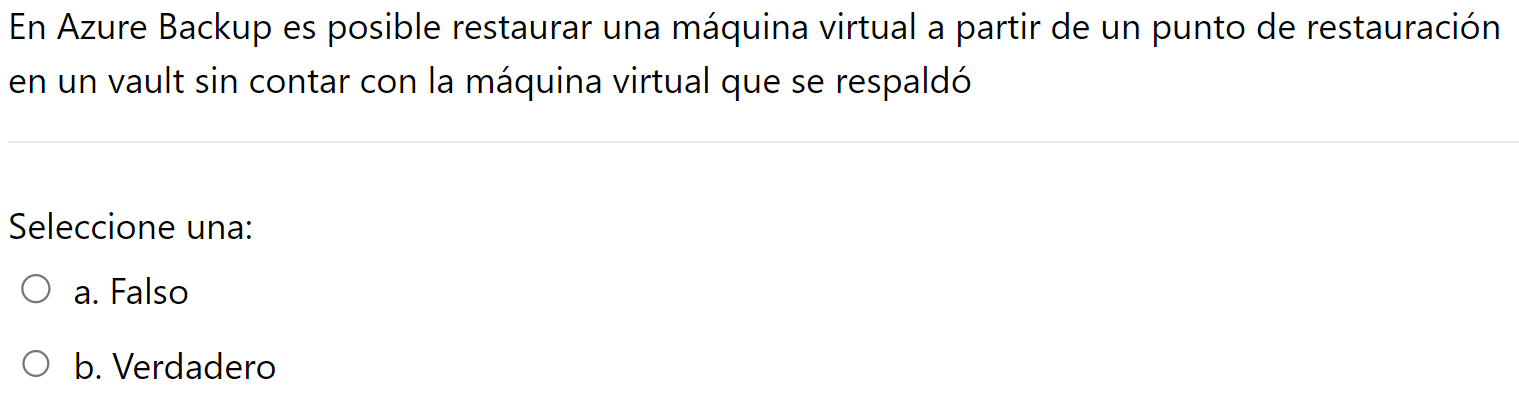 En Azure Backup es posible restaurar una máquina virtual a partir de un punto de restauración
en un vault sin contar con la máquina virtual que se respaldó
Seleccione una:
a. Falso
b. Verdadero